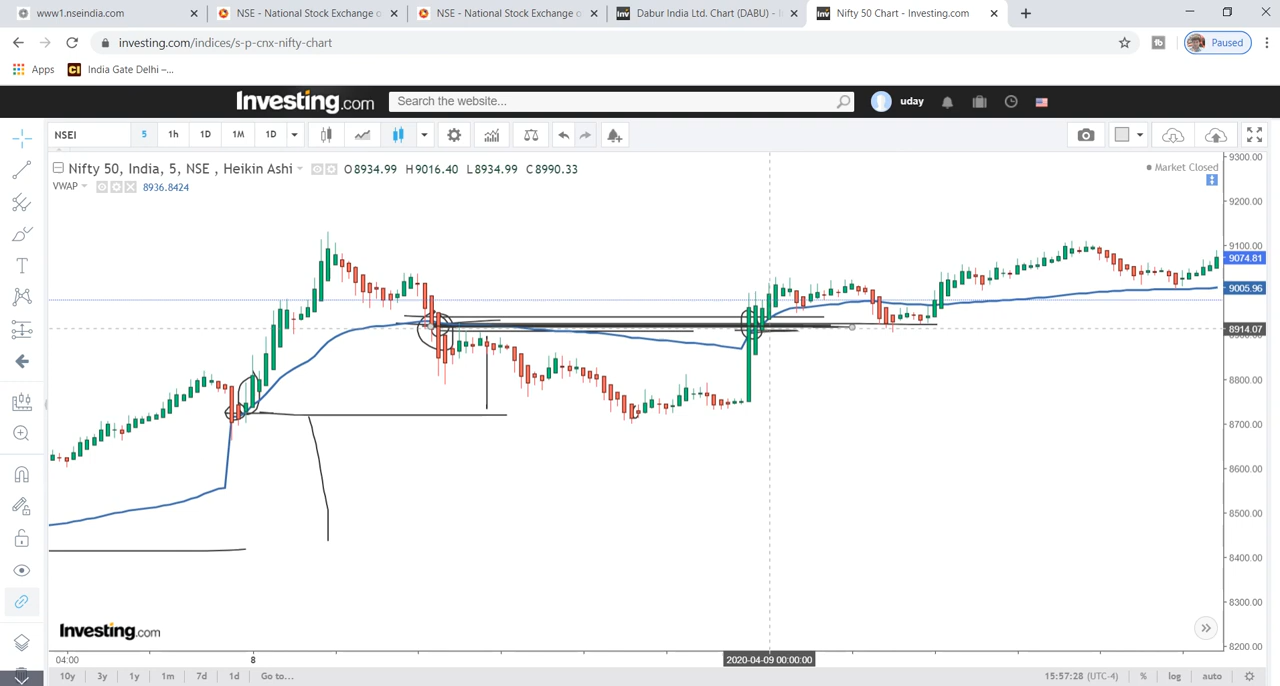 www1.nseindia.com
NSE - National Stock Exchange o
NSE - National Stock Exchange o
Dabur India Ltd. Chart (DABU) -
Nifty 50 Chart - Investing.com
investing.com/indices/s-p-cnx-nifty-chart
Paused
Apps
India Gate Delhi –...
Investing.com
Search the website...
uday
NSEI
5
1h
1D
1M
1D
Nifty 50, India, 5, NSE , Heikin Ashi
O8934.99 H9016.40 L8934.99 C8990.33
Market Closed
VWAP
8936.8424
9300.00
9200.00
9100.00
9074.81
9005.96
8914.07
8800.00
8700.00
8600.00
8500.00
8400.00
8300.00
8200.00
Investing.com
04:00
8
2020-04-09 00:00:00
10y
3y
1y
1m
7d
1d
Go to...
15:57:28 (UTC-4)
%
log
auto